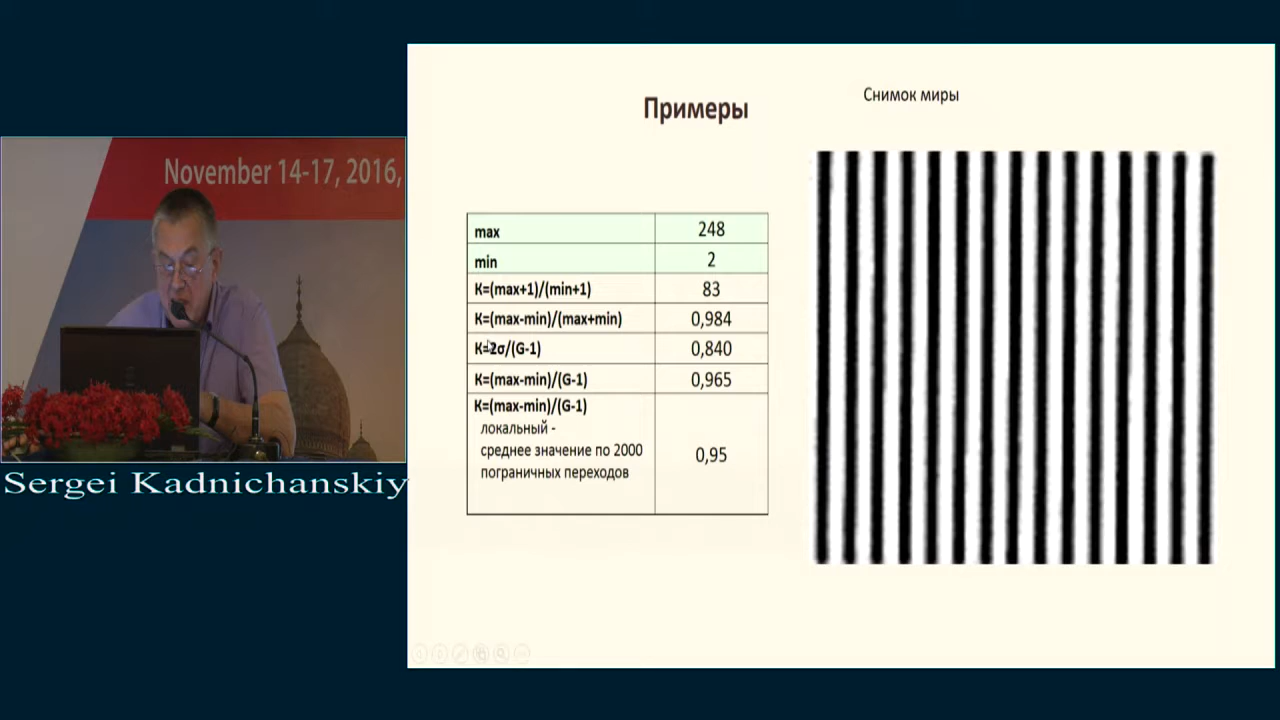 November 14-17, 2016,
Sergei Kadnichanskiy
Примеры
Снимок миры
max 248
min 2
К=(max+1)/(min+1) 83
К=(max-min)/(max+min) 0,984
К=2σ/(G-1) 0,840
К=(max-min)/(G-1) 0,965
К=(max-min)/(G-1)
локальный -
среднее значение по 2000
пограничных переходов
0,95